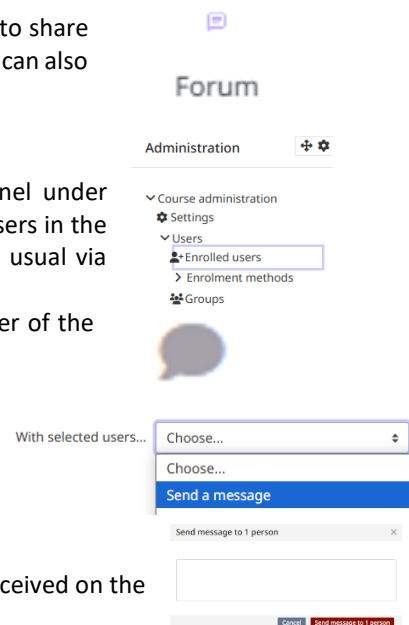 to share
can also
Forum
Administration
nel under
sers in the
usual via
er of the
Course administration
Settings
Users
Enrolled users
Enrolment methods
Groups
With selected users...
Choose...
Choose...
Send a message
Send message to 1 person
ceived on the
Cancel
Send message to 1 person